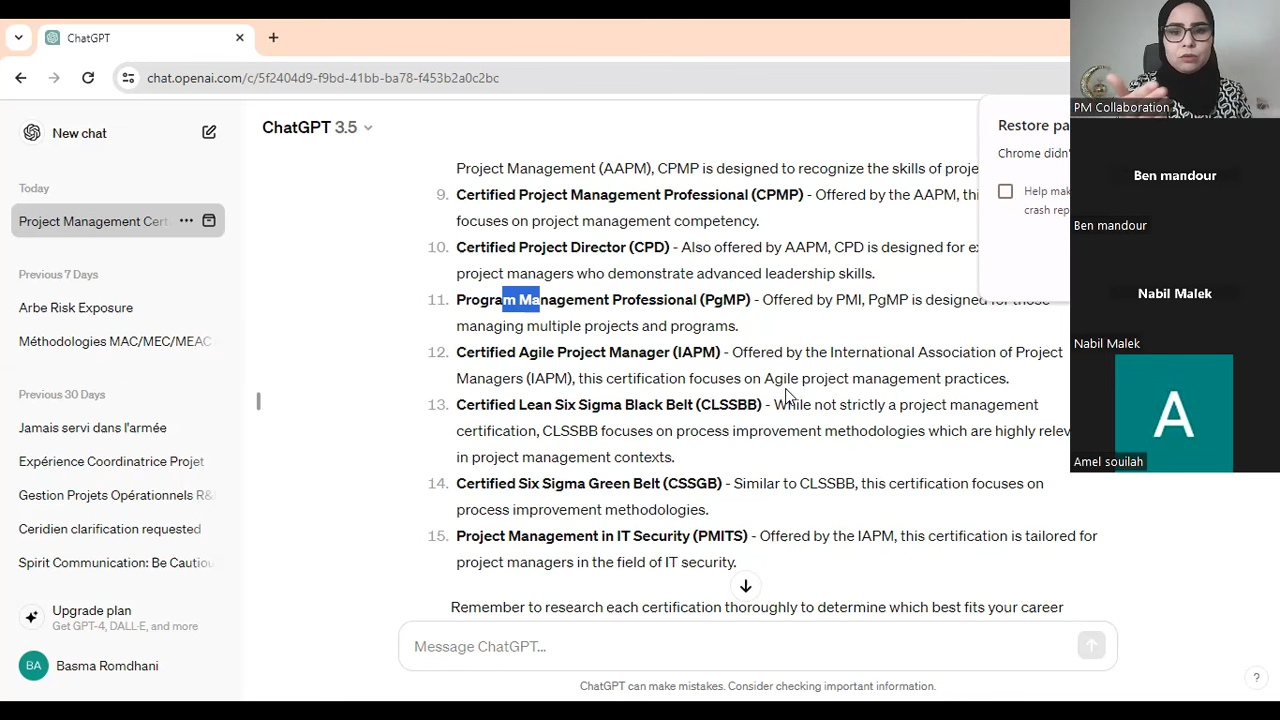 ChatGPT
chat.openai.com/c/5f2404d9-f9bd-41bb-ba78-f453b2a0c2bc
New chat
Today
Project Management Cert
Previous 7 Days
Arbe Risk Exposure
Méthodologies MAC/MEC/MEAC
Previous 30 Days
Jamais servi dans l'armée
Expérience Coordinatrice Projet
Gestion Projets Opérationnels R&
Ceridien clarification requested
Spirit Communication: Be Cautiou
Upgrade plan
Get GPT-4, DALL·E, and more
BA Basma Romdhani
ChatGPT 3.5
Project Management (AAPM), CPMP is designed to recognize the skills of proje
9. Certified Project Management Professional (CPMP) - Offered by the AAPM, thi
focuses on project management competency.
10. Certified Project Director (CPD) - Also offered by AAPM, CPD is designed for ex
project managers who demonstrate advanced leadership skills.
11. Program Management Professional (PgMP) - Offered by PMI, PgMP is designed for those
managing multiple projects and programs.
12. Certified Agile Project Manager (IAPM) - Offered by the International Association of Project
Managers (IAPM), this certification focuses on Agile project management practices.
13. Certified Lean Six Sigma Black Belt (CLSSBB) - While not strictly a project management
certification, CLSSBB focuses on process improvement methodologies which are highly relev
in project management contexts.
14. Certified Six Sigma Green Belt (CSSGB) - Similar to CLSSBB, this certification focuses on
process improvement methodologies.
15. Project Management in IT Security (PMITS) - Offered by the IAPM, this certification is tailored for
project managers in the field of IT security.
Remember to research each certification thoroughly to determine which best fits your career
Message ChatGPT…
ChatGPT can make mistakes. Consider checking important information.
?
Restore pa
Chrome didn'
Help mak
crash rep
PM Collaboration
Ben mandour
Ben mandour
Nabil Malek
Nabil Malek
A
Amel souilah